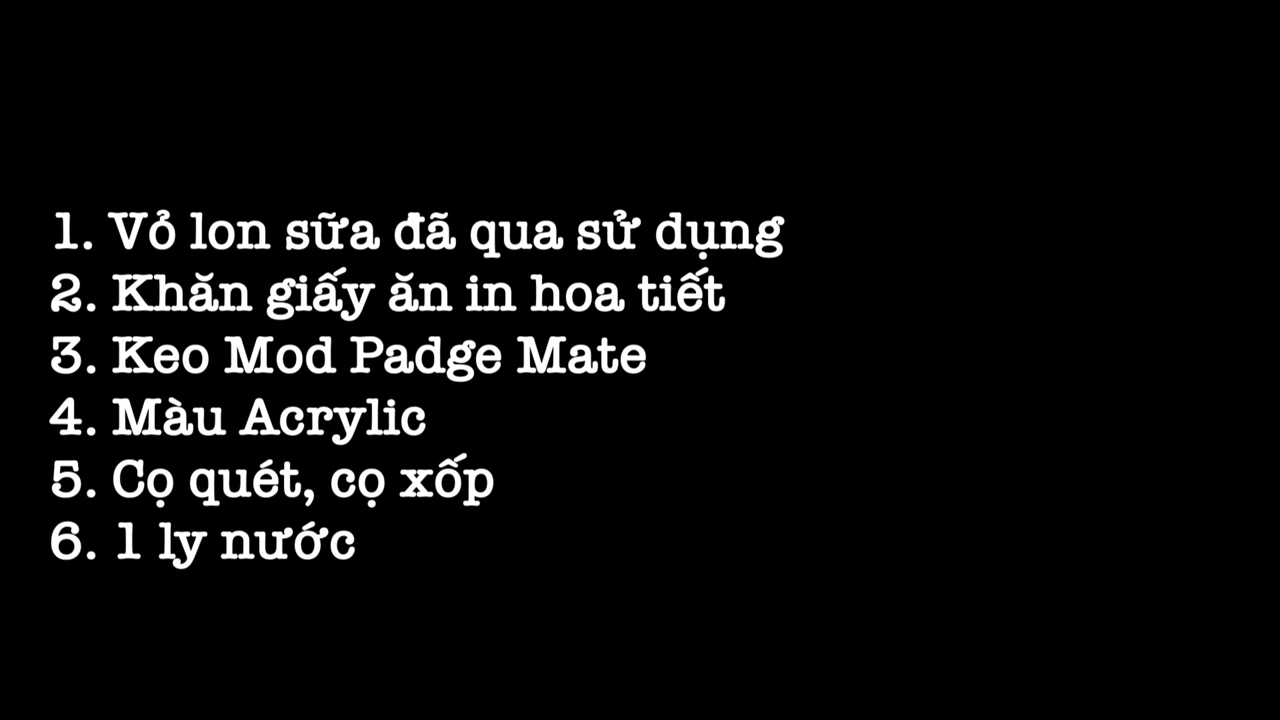 1. Vỏ lon sữa đã qua sử dụng
2. Khăn giấy ăn in hoa tiết
3. Keo Mod Padge Mate
4. Màu Acrylic
5. Cọ quét, cọ xốp
6. 1 ly nước